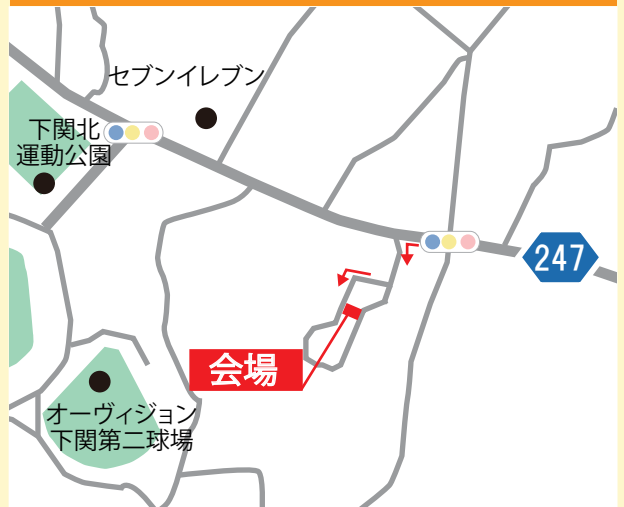 セブンイレブン
下関北
運動公園
247
会場
オーヴィジョン
下関第二球場